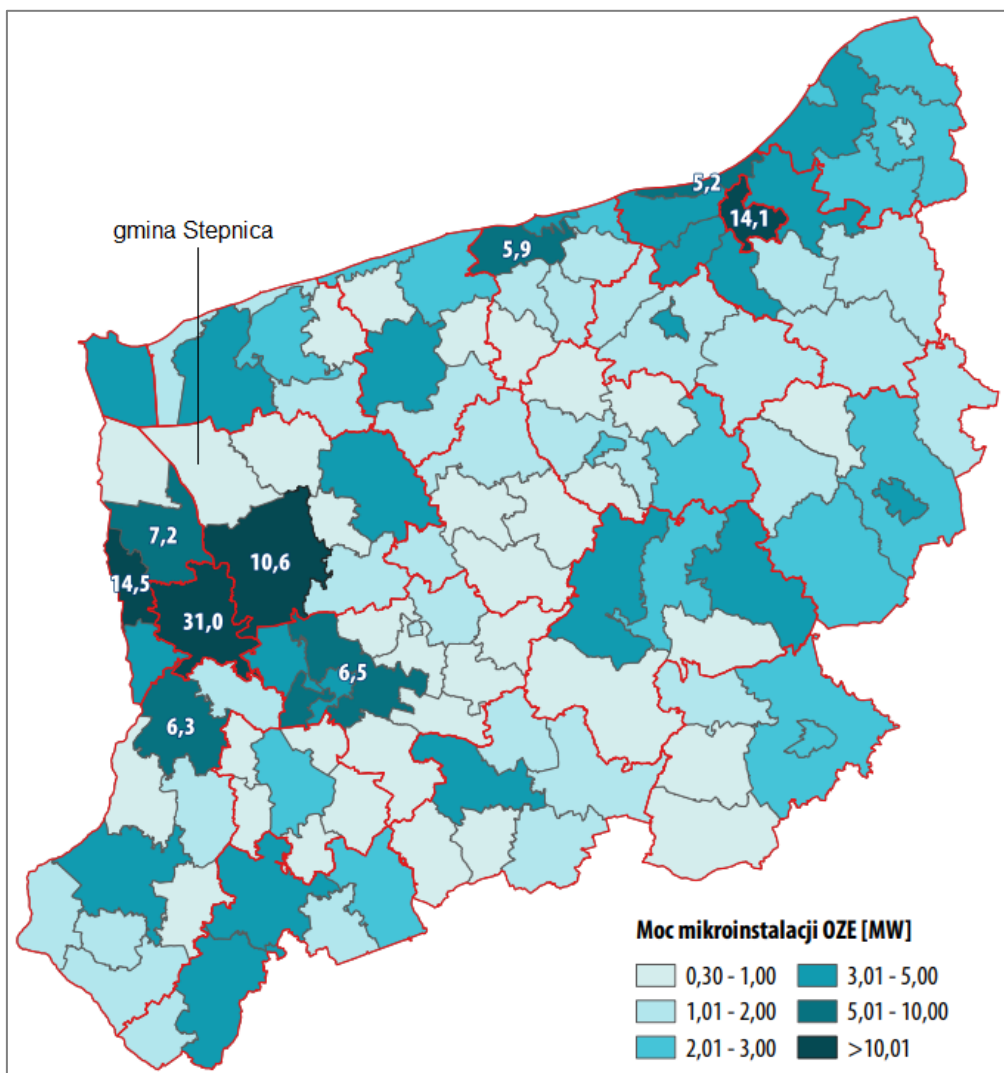 5,2
14,1
gmina Stepnica
5,9
7,2
10,6
14,5
31,0
6,5
6,3
Moc mikroinstalacji OZE [MW]
0,30 - 1,00
3,01 - 5,00
1,01 - 2,00
5,01 - 10,00
2,01 - 3,00
>10,01